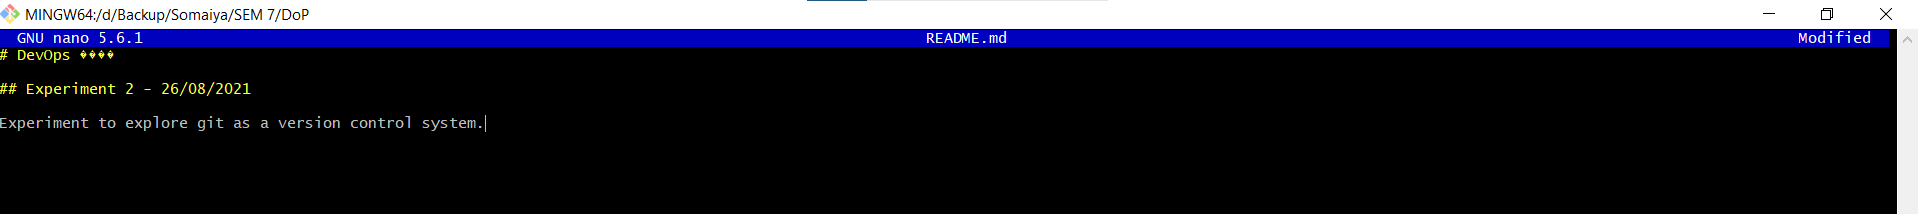 MINGW64:/d/Backup/Somaiya/SEM 7/DoP
GNU nano 5.6.1 README.md Modified
# DevOps ����
## Experiment 2 - 26/08/2021
Experiment to explore git as a version control system.